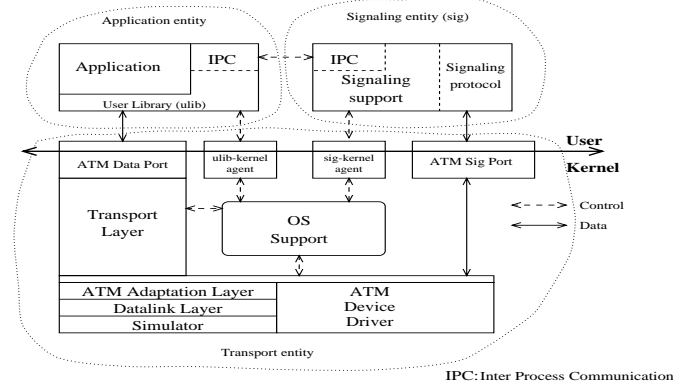 Application entity
Signaling entity (sig)
Application
IPC
User Library (ulib)
IPC
Signaling
support
Signaling
protocol
User
Kernel
ATM Data Port
ulib-kernel
agent
sig-kernel
agent
ATM Sig Port
Transport
Layer
OS
Support
Control
Data
ATM Adaptation Layer
Datalink Layer
Simulator
ATM
Device
Driver
Transport entity
IPC: Inter Process Communication